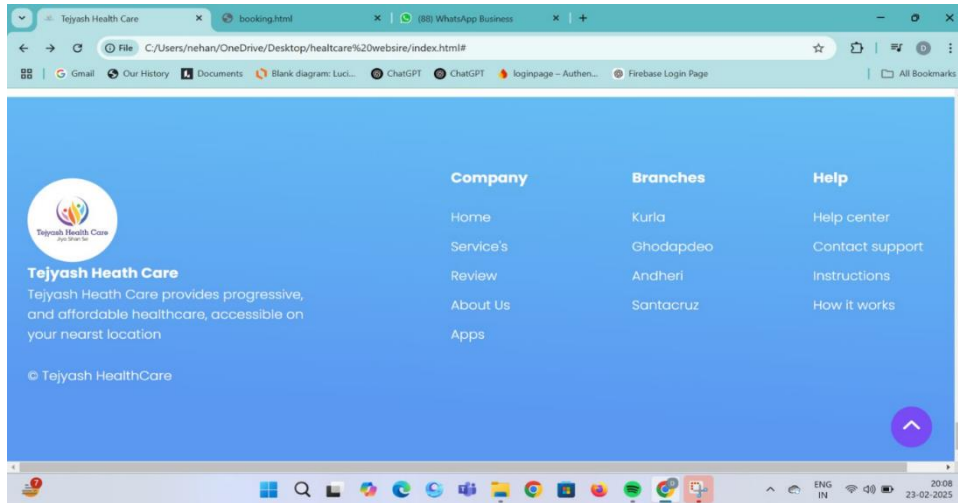 Tejyash Health Care
booking.html
(88) WhatsApp Business
File C:/Users/nehan/OneDrive/Desktop/healtcare%20websire/index.html#
Gmail Our History Documents Blank diagram: Luci... ChatGPT ChatGPT loginpage – Authen... Firebase Login Page All Bookmarks
Tejyash Health Care
Jiyo Shan Se
Tejyash Heath Care
Tejyash Heath Care provides progressive,
and affordable healthcare, accessible on
your nearst location
© Tejyash HealthCare
Company
Home
Service's
Review
About Us
Apps
Branches
Kurla
Ghodapdeo
Andheri
Santacruz
Help
Help center
Contact support
Instructions
How it works
7
ENG
IN
20:08
23-02-2025